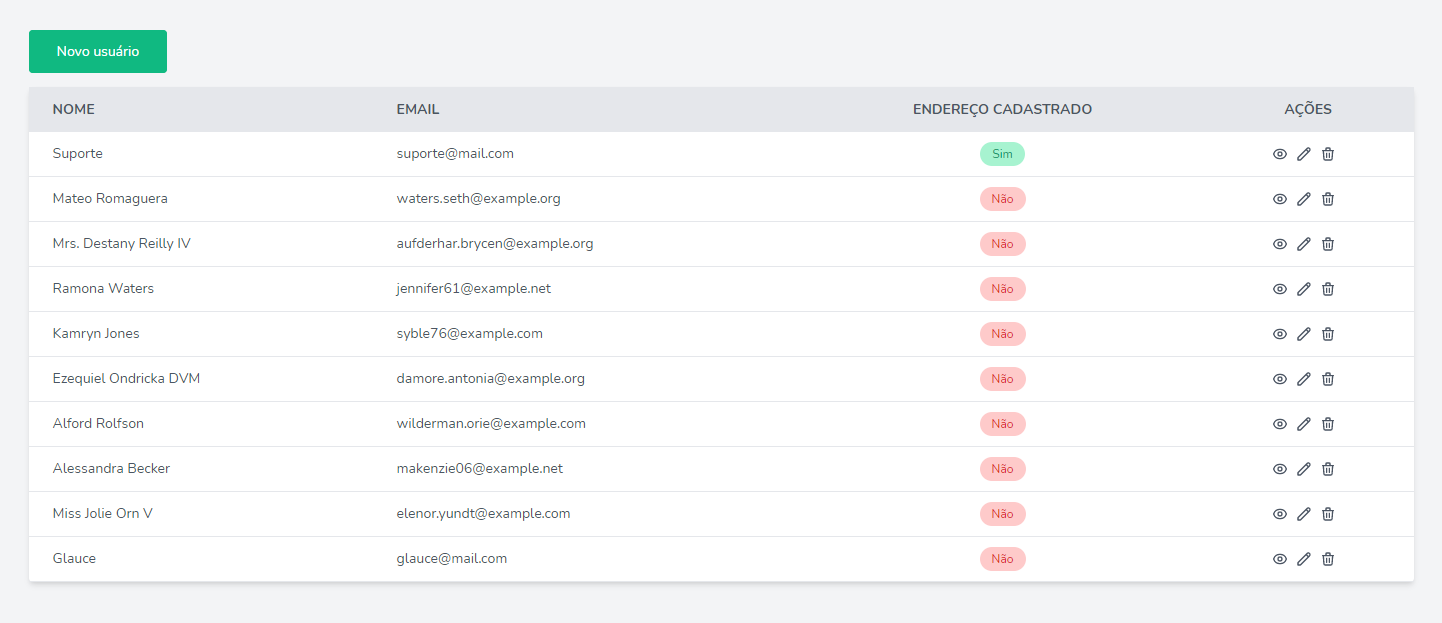 Novo usuário
NOME EMAIL ENDEREÇO CADASTRADO AÇÕES
Suporte suporte@mail.com Sim
Mateo Romaguera waters.seth@example.org Não
Mrs. Destany Reilly IV aufderhar.brycen@example.org Não
Ramona Waters jennifer61@example.net Não
Kamryn Jones syble76@example.com Não
Ezequiel Ondricka DVM damore.antonia@example.org Não
Alford Rolfson wilderman.orie@example.com Não
Alessandra Becker makenzie06@example.net Não
Miss Jolie Orn V elenor.yundt@example.com Não
Glauce glauce@mail.com Não